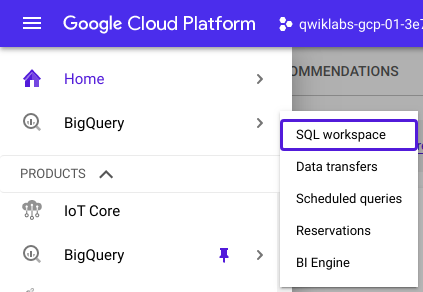 Google Cloud Platform
qwiklabs-gcp-01-3e7
Home
OMMENDATIONS
BigQuery
SQL workspace
Data transfers
PRODUCTS
Scheduled queries
IoT Core
Reservations
BigQuery
BI Engine